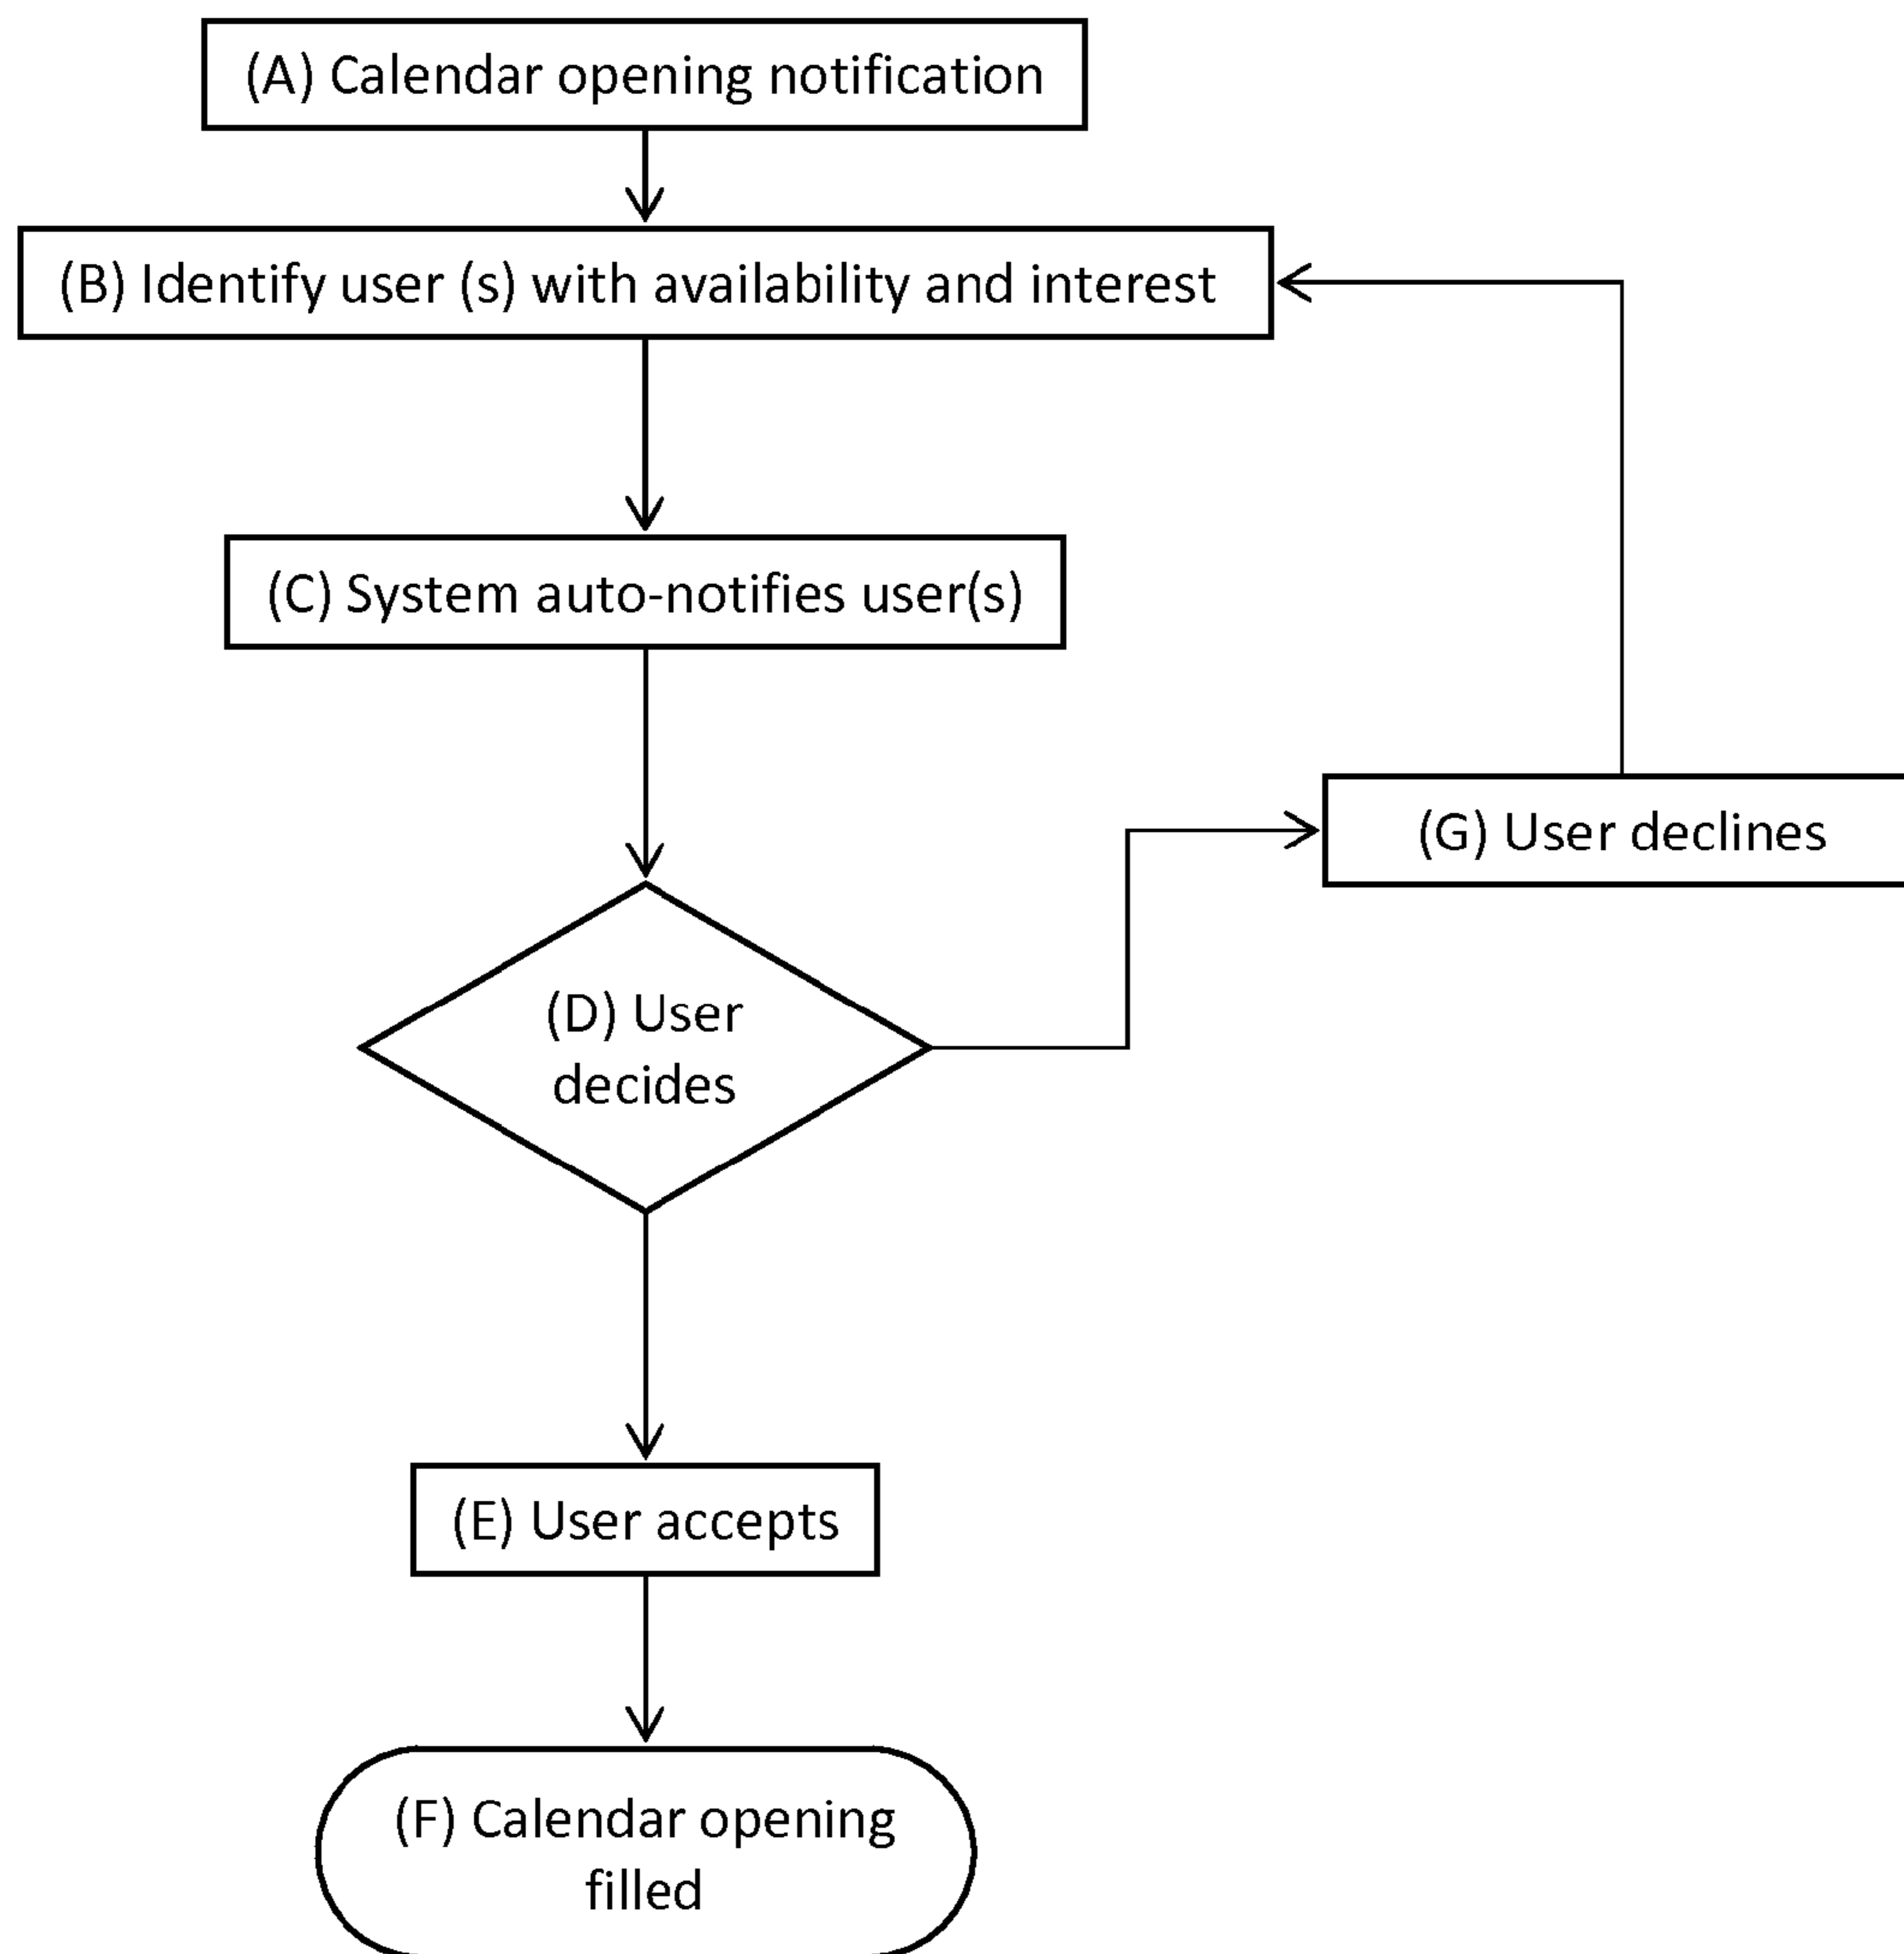 (A) Calendar opening notification
(B) Identify user (s) with availability and interest
(C) System auto-notifies user(s)
(G) User declines
(D) User
decides
(E) User accepts
(F) Calendar opening
filled